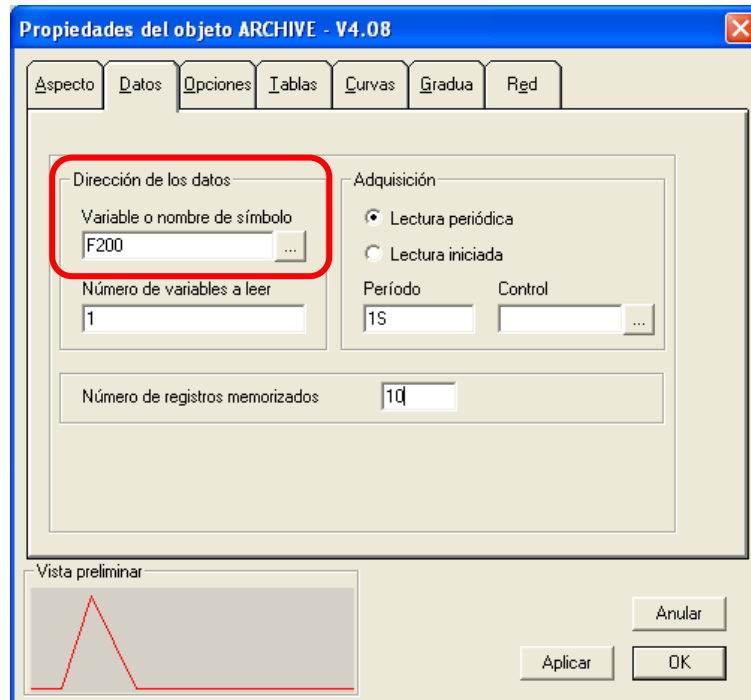 Propiedades del objeto ARCHIVE - V4.08
Aspecto Datos Opciones Tablas Curvas Gradua Red
Dirección de los datos
Variable o nombre de símbolo
F200 ...
Número de variables a leer
1
Adquisición
Lectura periódica
Lectura iniciada
Período Control
1S ...
Número de registros memorizados 10
Vista preliminar
Anular
Aplicar OK